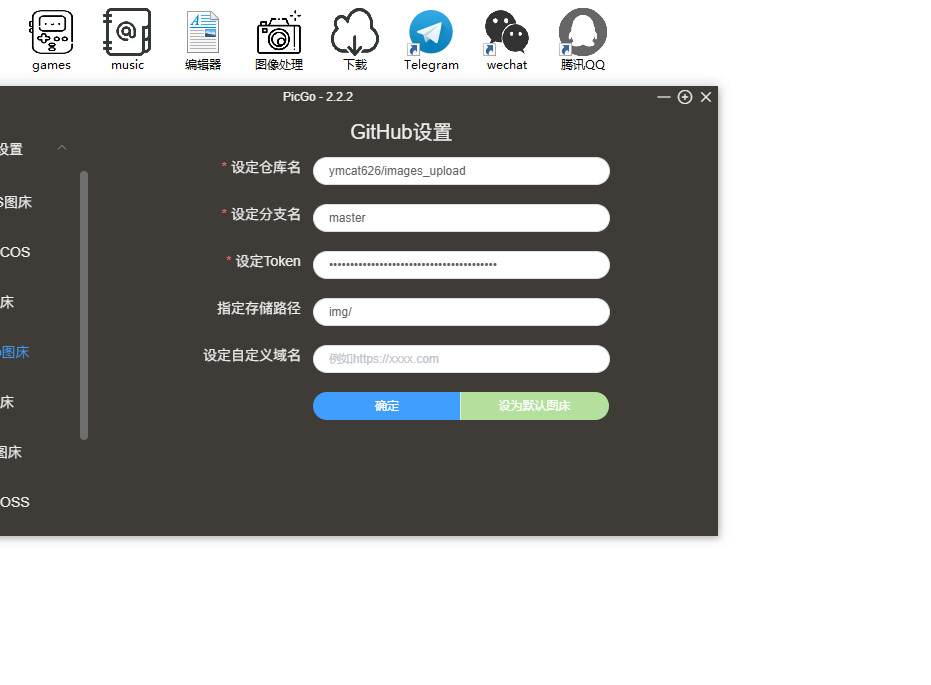 games
music
编辑器
图像处理
下载
Telegram
wechat
腾讯QQ
PicGo - 2.2.2
GitHub设置
设置
* 设定仓库名
ymcat626/images_upload
S图床
* 设定分支名
master
COS
* 设定Token
床
指定存储路径
img/
图床
设定自定义域名
例如https://xxxx.com
床
确定
设为默认图床
图床
OSS